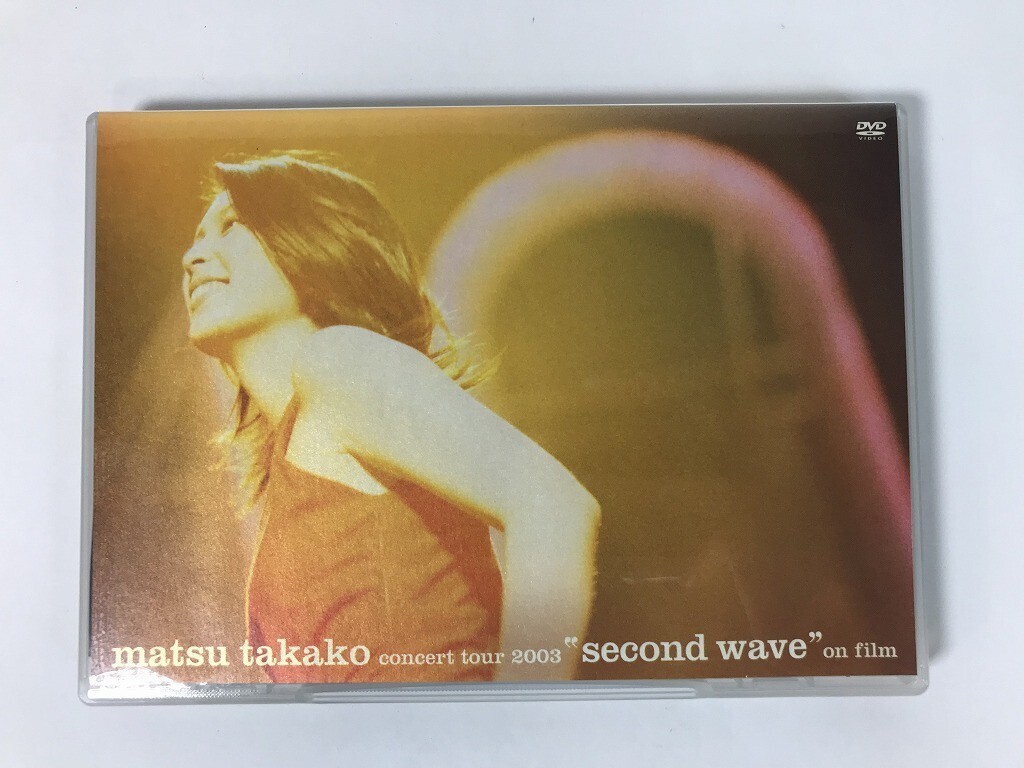 DVD
VIDEO
matsu takako concert tour 2003 “second wave” on film